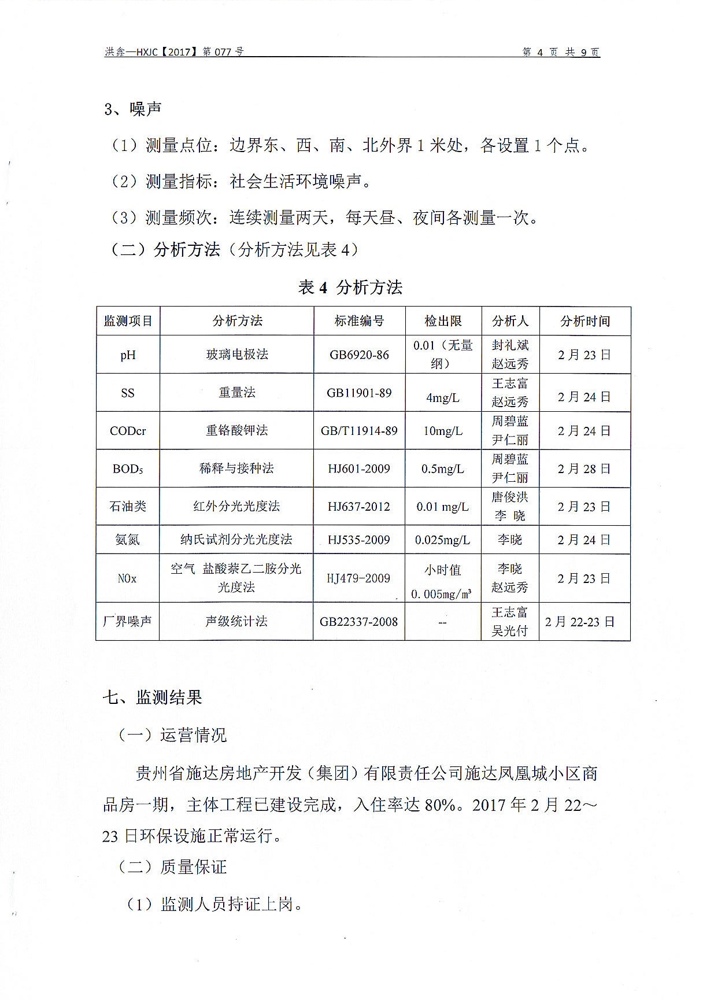 洪鑫—HXJC【2017】第 077 号 第 4 页 共 9 页
3、噪声
（1）测量点位：边界东、西、南、北外界 1 米处，各设置 1 个点。
（2）测量指标：社会生活环境噪声。
（3）测量频次：连续测量两天，每天昼、夜间各测量一次。
（二）分析方法（分析方法见表 4）
表 4 分析方法
监测项目 分析方法 标准编号 检出限 分析人 分析时间
pH 玻璃电极法 GB6920-86 0.01（无量纲） 封礼斌 赵远秀 2 月 23 日
SS 重量法 GB11901-89 4mg/L 王志富 赵远秀 2 月 24 日
CODcr 重铬酸钾法 GB/T11914-89 10mg/L 周碧蓝 尹仁丽 2 月 24 日
BOD₅ 稀释与接种法 HJ601-2009 0.5mg/L 周碧蓝 尹仁丽 2 月 28 日
石油类 红外分光光度法 HJ637-2012 0.01 mg/L 唐俊洪 李 晓 2 月 23 日
氨氮 纳氏试剂分光光度法 HJ535-2009 0.025mg/L 李晓 2 月 24 日
NOx 空气 盐酸萘乙二胺分光光度法 HJ479-2009 小时值 0.005mg/m³ 李晓 赵远秀 2 月 23 日
厂界噪声 声级统计法 GB22337-2008 -- 王志富 吴光付 2 月 22-23 日
七、监测结果
（一）运营情况
贵州省施达房地产开发（集团）有限责任公司施达凤凰城小区商
品房一期，主体工程已建设完成，入住率达 80%。2017 年 2 月 22～
23 日环保设施正常运行。
（二）质量保证
（1）监测人员持证上岗。